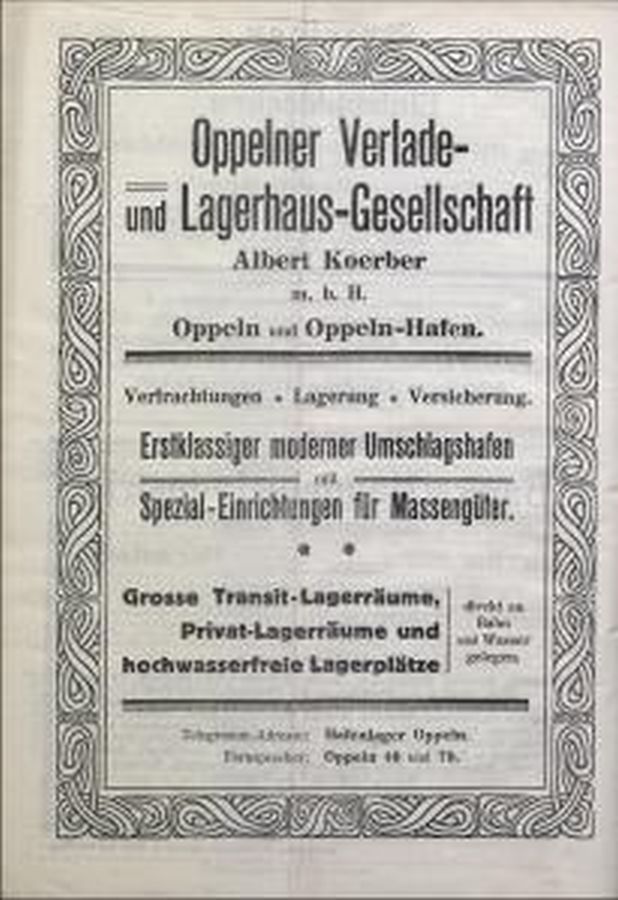 Oppelner Verlade-
und Lagerhaus-Gesellschaft
Albert Koerber
m. b. H.
Oppeln und Oppeln-Hafen.
Verfrachtungen • Lagerung • Versicherung.
Erstklassiger moderner Umschlagshafen
mit
Spezial-Einrichtungen für Massengüter.
Grosse Transit-Lagerräume,
Privat-Lagerräume und
hochwasserfreie Lagerplätze
direkt an
Bahn
und Wasser
gelegen.
Telegramm-Adresse: Hafenlager Oppeln.
Fernsprecher: Oppeln 40 und 79.